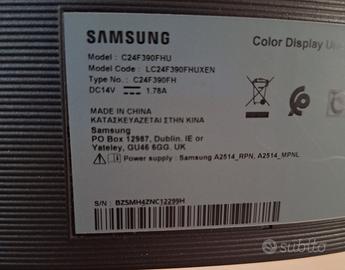 SAMSUNG
Color Display Unit
Model : C24F390FHU
Model Code : LC24F390FHUXEN
Type No. : C24F390FH
DC14V 1.78A
MADE IN CHINA
ΚΑΤΑΣΚΕΥΑΖΕΤΑΙ ΣΤΗΝ ΚΙΝΑ
Samsung
PO Box 12987, Dublin. IE or
Yateley, GU46 6GG. UK
Power supply : Samsung A2514_RPN, A2514_MPNL
S/N : BZSMH4ZNC12299H
subito